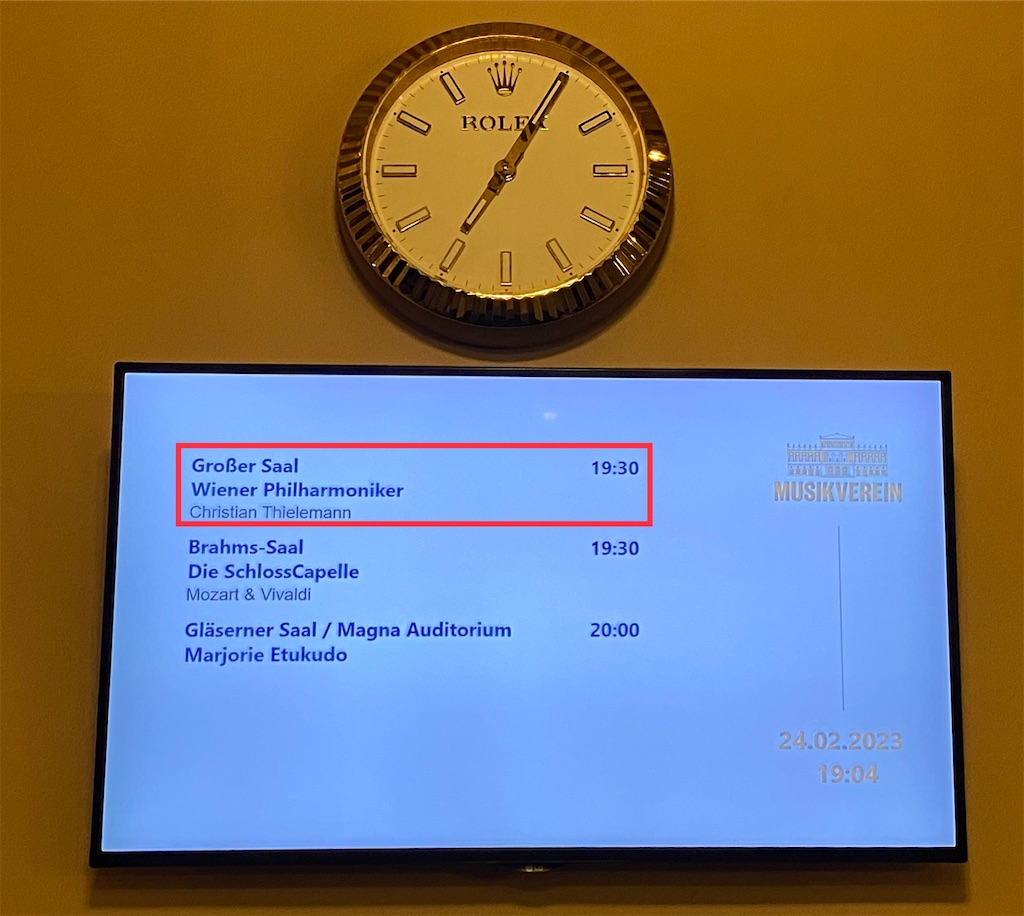 ROLEX
Großer Saal 19:30
Wiener Philharmoniker
Christian Thielemann
Brahms-Saal 19:30
Die SchlossCapelle
Mozart & Vivaldi
Gläserner Saal / Magna Auditorium 20:00
Marjorie Etukudo
MUSIKVEREIN
24.02.2023
19:04